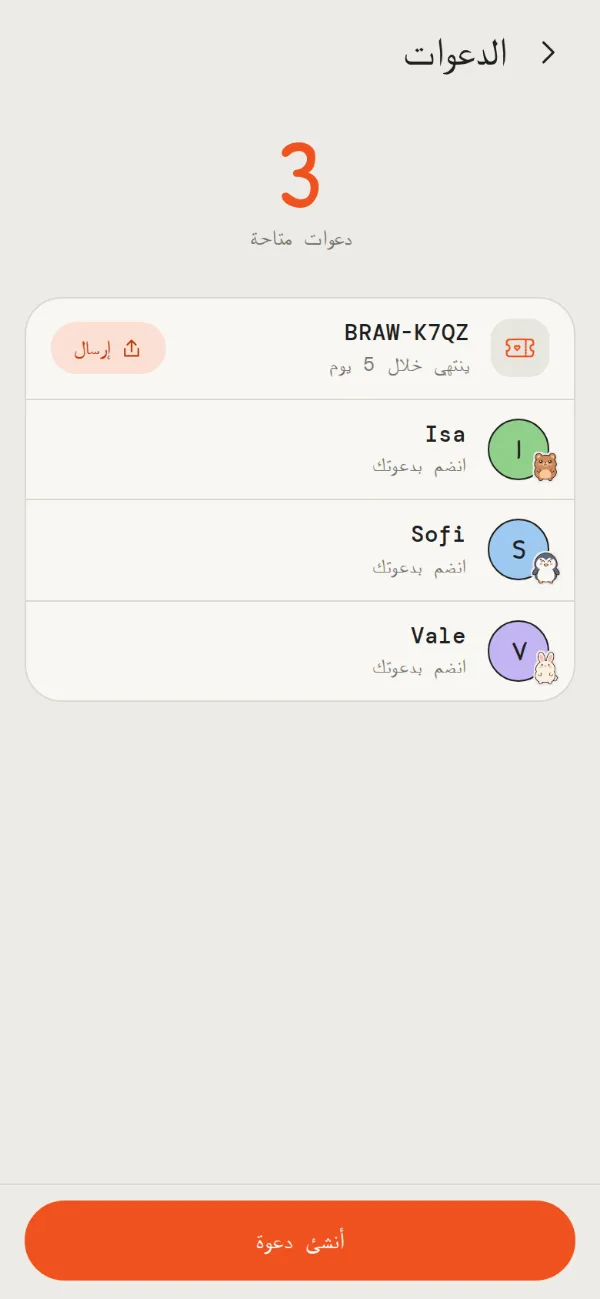 الدعوات
3
دعوات متاحة
BRAW-K7QZ
ينتهي خلال 5 يوم
إرسال
I
Isa
انضم بدعوتك
S
Sofi
انضم بدعوتك
V
Vale
انضم بدعوتك
أنشئ دعوة